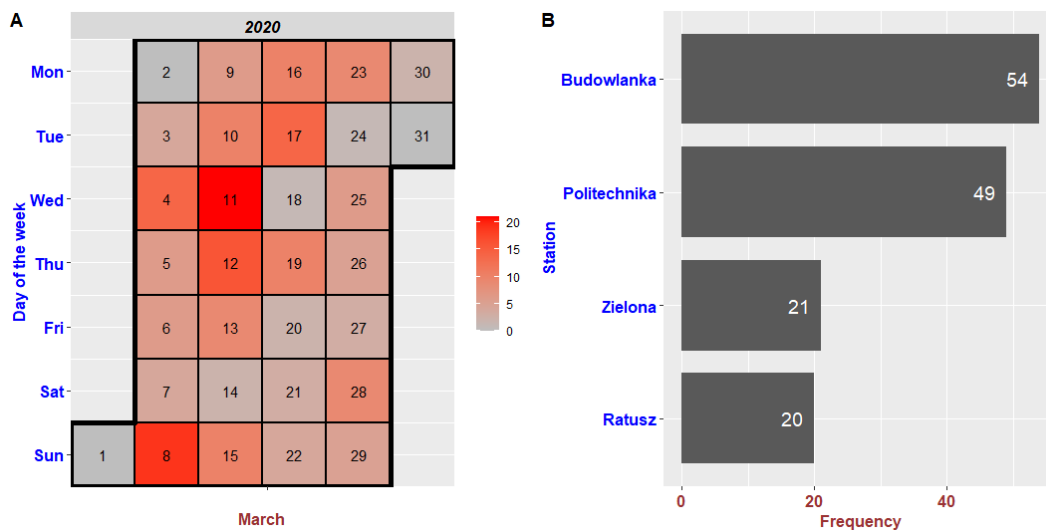 A
2020
Mon 2 9 16 23 30
Tue 3 10 17 24 31
Wed 4 11 18 25
Thu 5 12 19 26
Fri 6 13 20 27
Sat 7 14 21 28
Sun 1 8 15 22 29
Day of the week
March
20
15
10
5
0
B
Station
Budowlanka 54
Politechnika 49
Zielona 21
Ratusz 20
0 20 40
Frequency